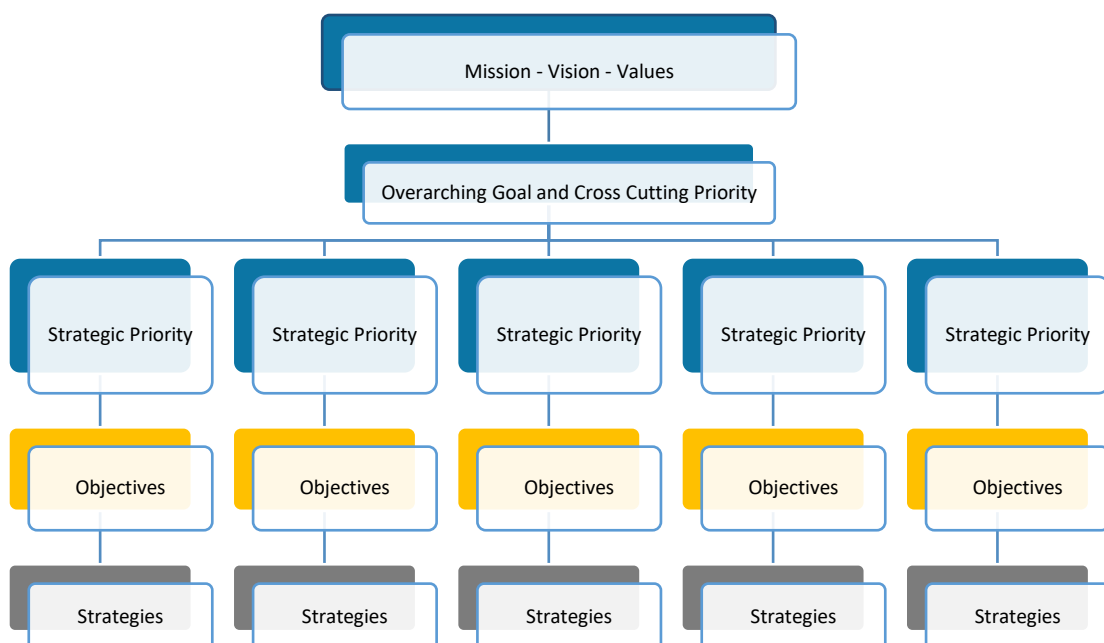 Mission - Vision - Values
Overarching Goal and Cross Cutting Priority
Strategic Priority
Strategic Priority
Strategic Priority
Strategic Priority
Strategic Priority
Objectives
Objectives
Objectives
Objectives
Objectives
Strategies
Strategies
Strategies
Strategies
Strategies